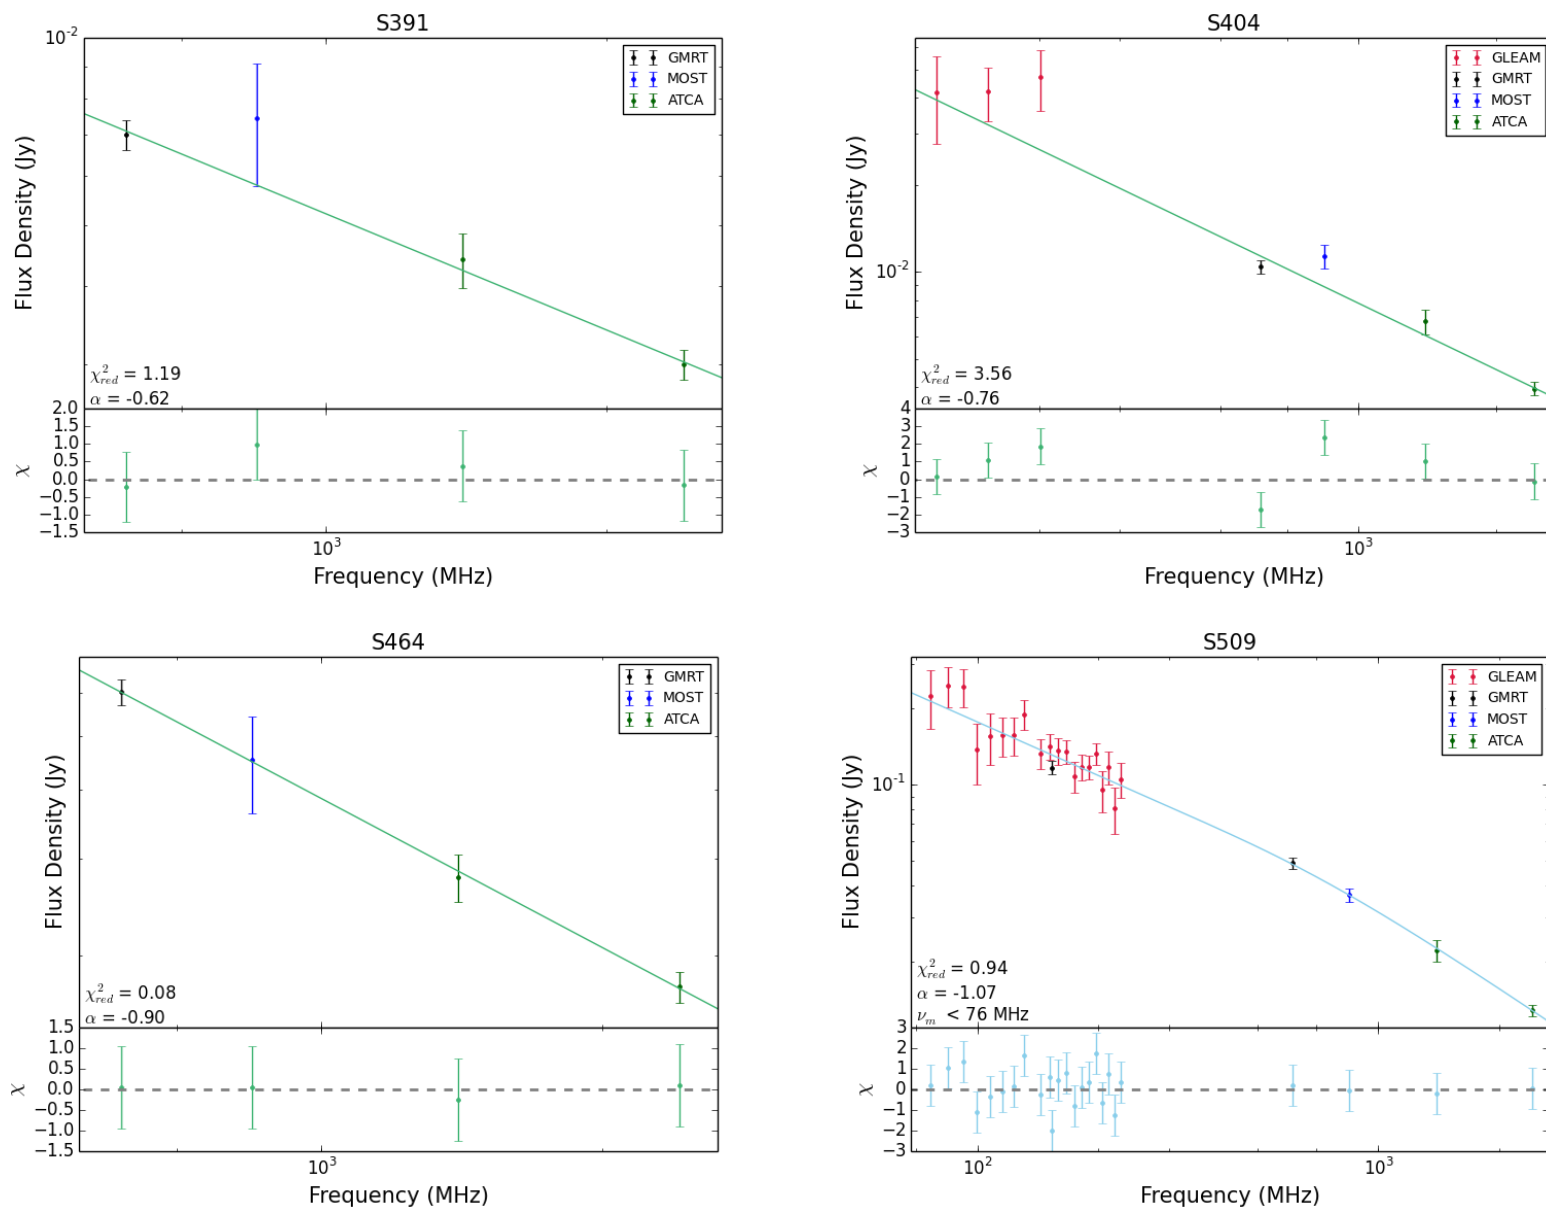 S391
10^-2
Flux Density (Jy)
GMRT
MOST
ATCA
χ²_red = 1.19
α = -0.62
2.0
1.5
1.0
0.5
0.0
−0.5
−1.0
−1.5
χ
10^3
Frequency (MHz)
S404
Flux Density (Jy)
10^-2
GLEAM
GMRT
MOST
ATCA
χ²_red = 3.56
α = -0.76
4
3
2
1
0
−1
−2
−3
χ
10^3
Frequency (MHz)
S464
Flux Density (Jy)
GMRT
MOST
ATCA
χ²_red = 0.08
α = -0.90
1.5
1.0
0.5
0.0
−0.5
−1.0
−1.5
χ
10^3
Frequency (MHz)
S509
Flux Density (Jy)
10^-1
GLEAM
GMRT
MOST
ATCA
χ²_red = 0.94
α = -1.07
ν_m < 76 MHz
3
2
1
0
−1
−2
−3
χ
10^2
10^3
Frequency (MHz)